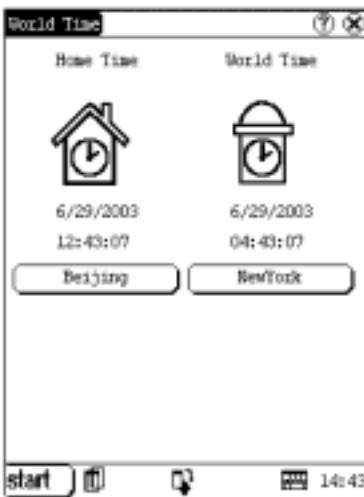 World Time
Home Time World Time
6/29/2003 6/29/2003
12:43:07 04:43:07
Beijing NewYork
start 14:43